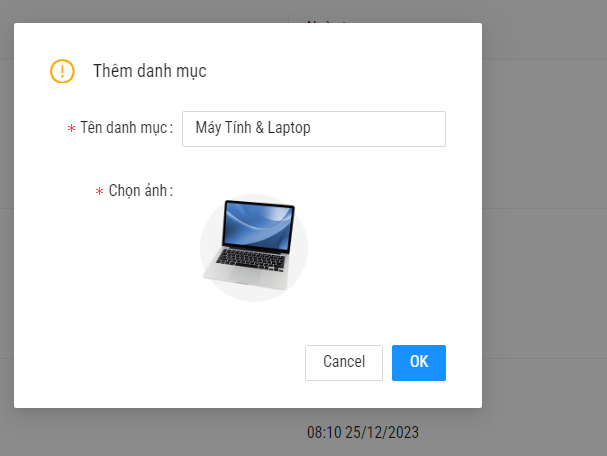 Thêm danh mục
* Tên danh mục :
Máy Tính & Laptop
* Chọn ảnh :
Cancel
OK
08:10 25/12/2023